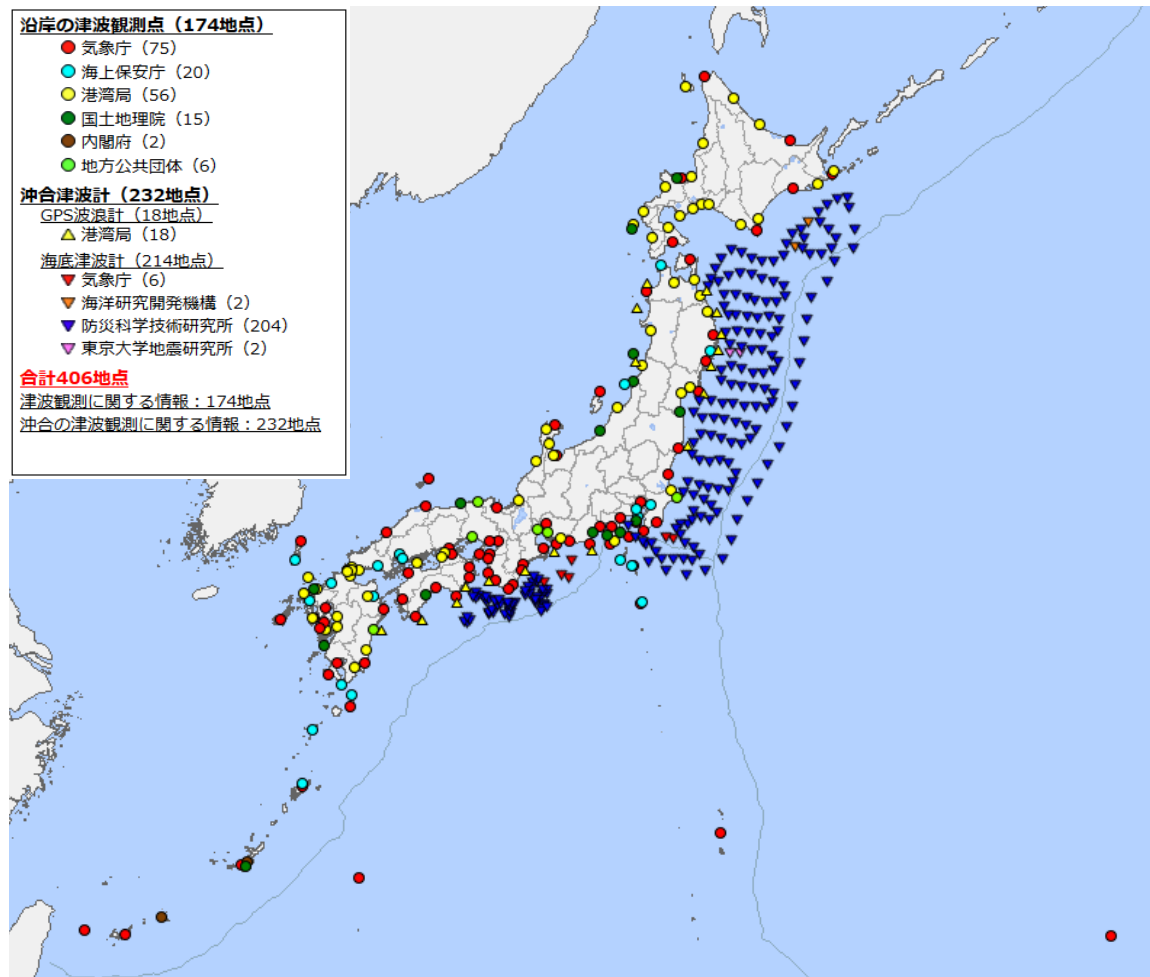 沿岸の津波観測点（174地点）
気象庁（75）
海上保安庁（20）
港湾局（56）
国土地理院（15）
内閣府（2）
地方公共団体（6）
沖合津波計（232地点）
GPS波浪計（18地点）
港湾局（18）
海底津波計（214地点）
気象庁（6）
海洋研究開発機構（2）
防災科学技術研究所（204）
東京大学地震研究所（2）
合計406地点
津波観測に関する情報：174地点
沖合の津波観測に関する情報：232地点